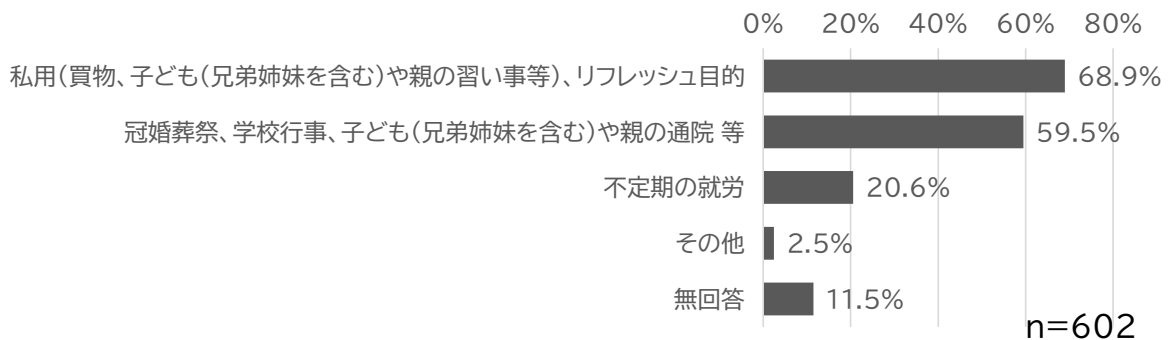 0% 20% 40% 60% 80%
私用（買物、子ども（兄弟姉妹を含む）や親の習い事等）、リフレッシュ目的 68.9%
冠婚葬祭、学校行事、子ども（兄弟姉妹を含む）や親の通院 等 59.5%
不定期の就労 20.6%
その他 2.5%
無回答 11.5%
n=602